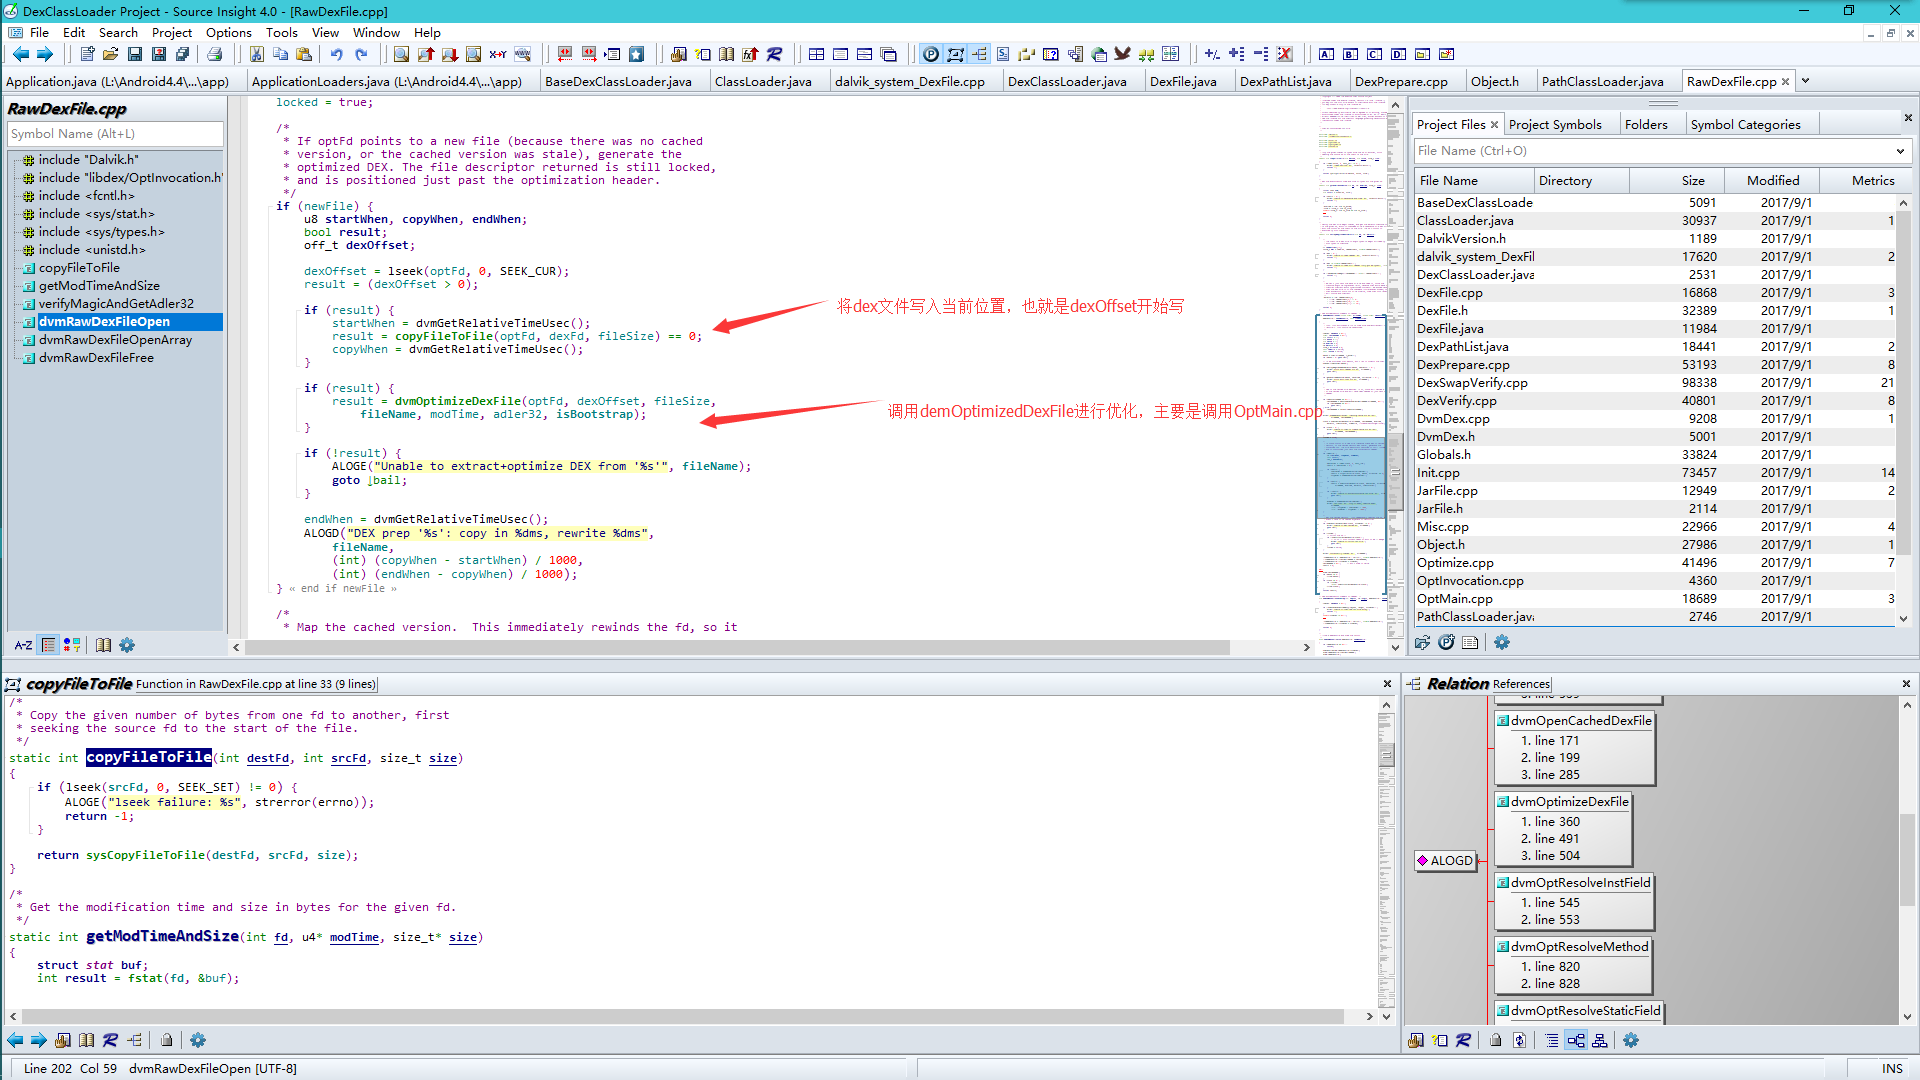 DexClassLoader Project - Source Insight 4.0 - [RawDexFile.cpp]
File Edit Search Project Options Tools View Window Help
Application.java (L:\Android4.4\...\app) ApplicationLoaders.java (L:\Android4.4\...\app) BaseDexClassLoader.java ClassLoader.java dalvik_system_DexFile.cpp DexClassLoader.java DexFile.java DexPathList.java DexPrepare.cpp Object.h PathClassLoader.java RawDexFile.cpp
RawDexFile.cpp
Symbol Name (Alt+L)
include "Dalvik.h"
include "libdex/OptInvocation.h"
include <fcntl.h>
include <sys/stat.h>
include <sys/types.h>
include <unistd.h>
copyFileToFile
getModTimeAndSize
verifyMagicAndGetAdler32
dvmRawDexFileOpen
dvmRawDexFileOpenArray
dvmRawDexFileFree
A-Z
locked = true;
/*
* If optFd points to a new file (because there was no cached
* version, or the cached version was stale), generate the
* optimized DEX. The file descriptor returned is still locked,
* and is positioned just past the optimization header.
*/
if (newFile) {
u8 startWhen, copyWhen, endWhen;
bool result;
off_t dexOffset;
dexOffset = lseek(optFd, 0, SEEK_CUR);
result = (dexOffset > 0);
if (result) {
startWhen = dvmGetRelativeTimeUsec();
result = copyFileToFile(optFd, dexFd, fileSize) == 0;
copyWhen = dvmGetRelativeTimeUsec();
}
将dex文件写入当前位置，也就是dexOffset开始写
if (result) {
result = dvmOptimizeDexFile(optFd, dexOffset, fileSize,
fileName, modTime, adler32, isBootstrap);
}
调用demOptimizedDexFile进行优化，主要是调用OptMain.cpp
if (!result) {
ALOGE("Unable to extract+optimize DEX from '%s'", fileName);
goto ↓bail;
}
endWhen = dvmGetRelativeTimeUsec();
ALOGD("DEX prep '%s': copy in %dms, rewrite %dms",
fileName,
(int) (copyWhen - startWhen) / 1000,
(int) (endWhen - copyWhen) / 1000);
} « end if newFile »
/*
* Map the cached version.  This immediately rewinds the fd, so it
Project Files Project Symbols Folders Symbol Categories
File Name (Ctrl+O)
File Name Directory Size Modified Metrics
BaseDexClassLoade 5091 2017/9/1
ClassLoader.java 30937 2017/9/1 1
DalvikVersion.h 1189 2017/9/1
dalvik_system_DexFil 17620 2017/9/1 2
DexClassLoader.java 2531 2017/9/1
DexFile.cpp 16868 2017/9/1 3
DexFile.h 32389 2017/9/1 1
DexFile.java 11984 2017/9/1
DexPathList.java 18441 2017/9/1 2
DexPrepare.cpp 53193 2017/9/1 8
DexSwapVerify.cpp 98338 2017/9/1 21
DexVerify.cpp 40801 2017/9/1 8
DvmDex.cpp 9208 2017/9/1 1
DvmDex.h 5001 2017/9/1
Globals.h 33824 2017/9/1
Init.cpp 73457 2017/9/1 14
JarFile.cpp 12949 2017/9/1 2
JarFile.h 2114 2017/9/1
Misc.cpp 22966 2017/9/1 4
Object.h 27986 2017/9/1 1
Optimize.cpp 41496 2017/9/1 7
OptInvocation.cpp 4360 2017/9/1
OptMain.cpp 18689 2017/9/1 3
PathClassLoader.java 2746 2017/9/1
copyFileToFile Function in RawDexFile.cpp at line 33 (9 lines)
/*
* Copy the given number of bytes from one fd to another, first
* seeking the source fd to the start of the file.
*/
static int copyFileToFile(int destFd, int srcFd, size_t size)
{
if (lseek(srcFd, 0, SEEK_SET) != 0) {
ALOGE("lseek failure: %s", strerror(errno));
return -1;
}
return sysCopyFileToFile(destFd, srcFd, size);
}
/*
* Get the modification time and size in bytes for the given fd.
*/
static int getModTimeAndSize(int fd, u4* modTime, size_t* size)
{
struct stat buf;
int result = fstat(fd, &buf);
Relation References
ALOGD
dvmOpenCachedDexFile
1. line 171
2. line 199
3. line 285
dvmOptimizeDexFile
1. line 360
2. line 491
3. line 504
dvmOptResolveInstField
1. line 545
2. line 553
dvmOptResolveMethod
1. line 820
2. line 828
dvmOptResolveStaticField
Line 202 Col 59 dvmRawDexFileOpen [UTF-8]
INS